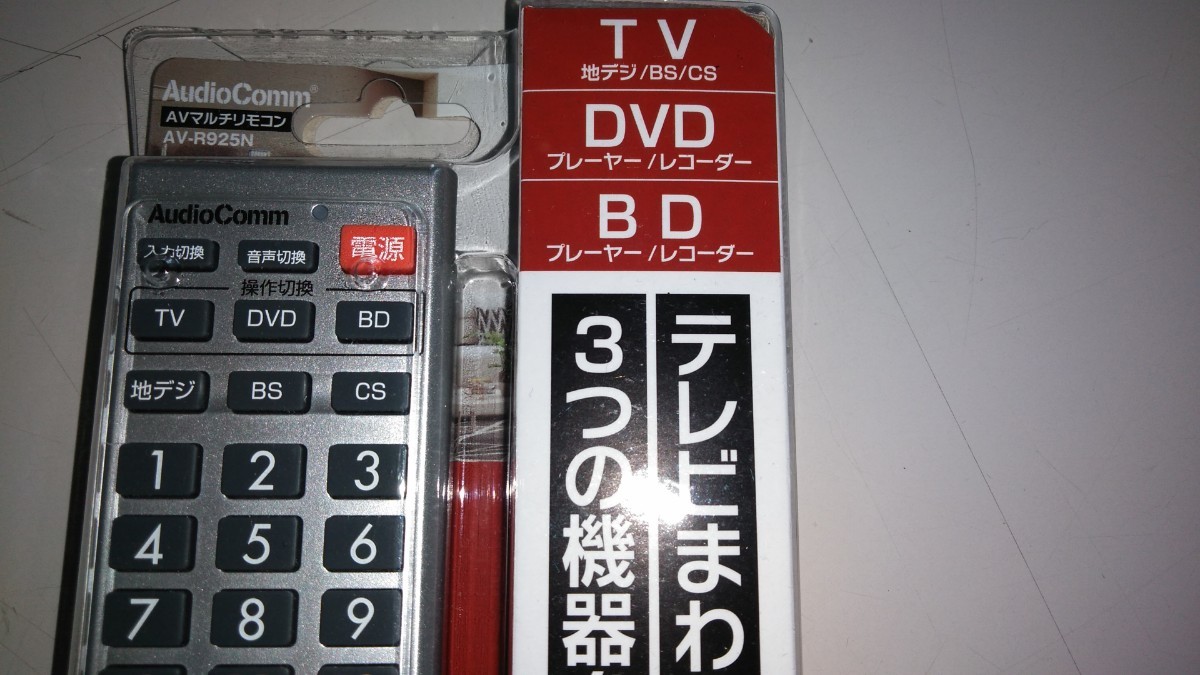 AudioComm®
AVマルチリモコン
AV-R925N
AudioComm
入力切換 音声切換 電源
操作切換
TV DVD BD
地デジ BS CS
1 2 3
4 5 6
7 8 9
TV
地デジ/BS/CS
DVD
プレーヤー/レコーダー
BD
プレーヤー/レコーダー
テレビまわ
3つの機器